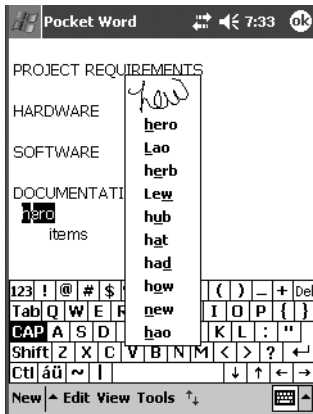 Pocket Word 7:33 ok
PROJECT REQUIREMENTS
HARDWARE
SOFTWARE
DOCUMENTATI
hero
items
hero
Lao
herb
Lew
hub
hat
had
how
new
hao
123 ! @ # $ ( ) _ + Del
Tab Q W E R I O P { }
CAP A S D K L : "
Shift Z X C V B N M < > ? ↵
Ctl áü ~ | ↓ ↑ ← →
New Edit View Tools ↑↓